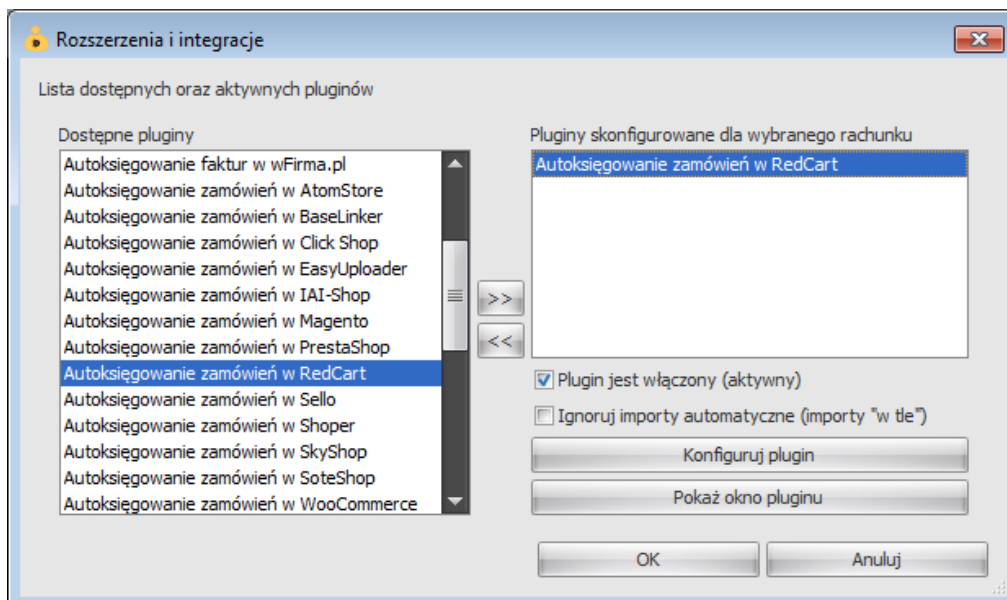 Rozszerzenia i integracje
Lista dostępnych oraz aktywnych pluginów
Dostępne pluginy
Autoksięgowanie faktur w wFirma.pl
Autoksięgowanie zamówień w AtomStore
Autoksięgowanie zamówień w BaseLinker
Autoksięgowanie zamówień w Click Shop
Autoksięgowanie zamówień w EasyUploader
Autoksięgowanie zamówień w IAI-Shop
Autoksięgowanie zamówień w Magento
Autoksięgowanie zamówień w PrestaShop
Autoksięgowanie zamówień w RedCart
Autoksięgowanie zamówień w Sello
Autoksięgowanie zamówień w Shoper
Autoksięgowanie zamówień w SkyShop
Autoksięgowanie zamówień w SoteShop
Autoksięgowanie zamówień w WooCommerce
>>
<<
Pluginy skonfigurowane dla wybranego rachunku
Autoksięgowanie zamówień w RedCart
Plugin jest włączony (aktywny)
Ignoruj importy automatyczne (importy "w tle")
Konfiguruj plugin
Pokaż okno pluginu
OK
Anuluj